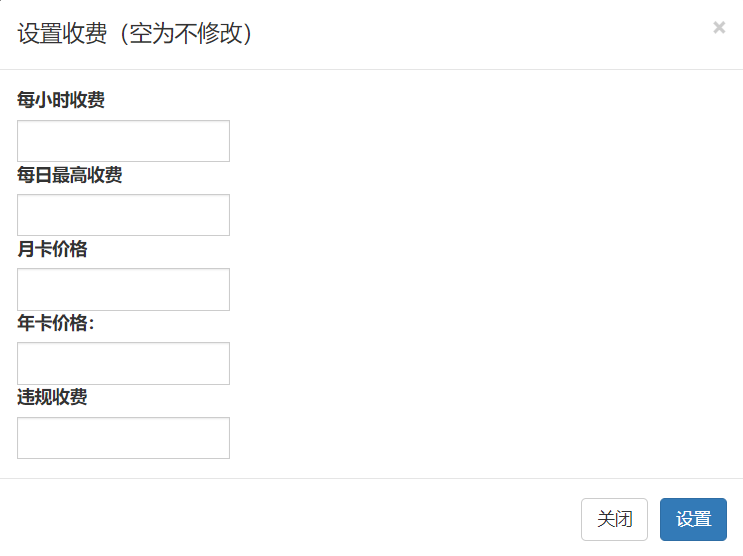 设置收费（空为不修改）
×
每小时收费
每日最高收费
月卡价格
年卡价格：
违规收费
关闭
设置